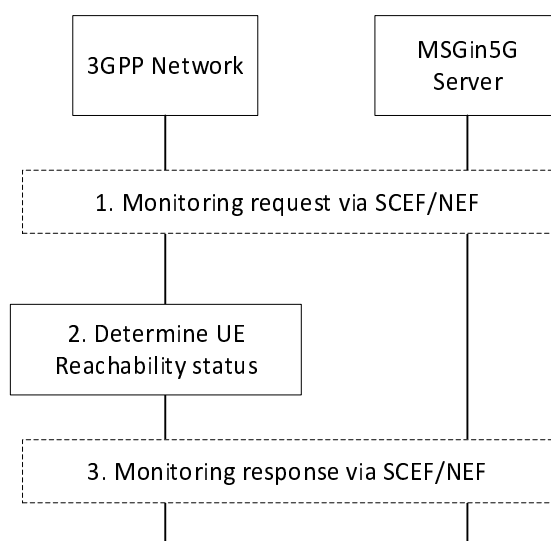 3GPP Network
MSGin5G
Server
1. Monitoring request via SCEF/NEF
2. Determine UE
Reachability status
3. Monitoring response via SCEF/NEF